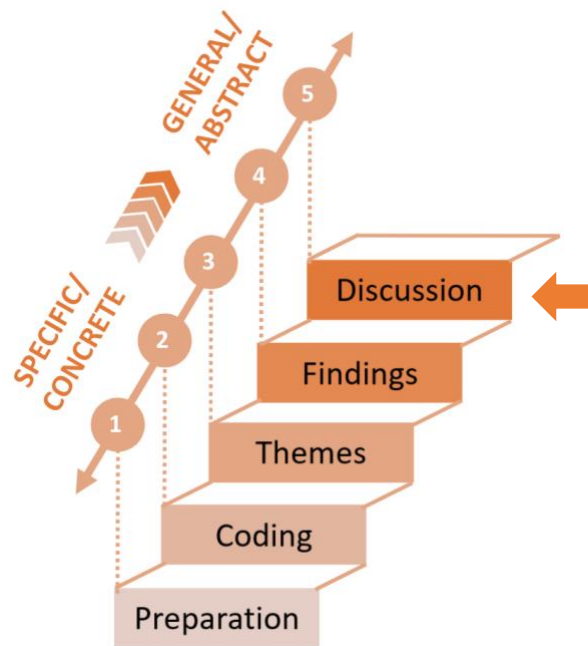 GENERAL/
ABSTRACT
5
4
3
2
1
SPECIFIC/
CONCRETE
Discussion
Findings
Themes
Coding
Preparation